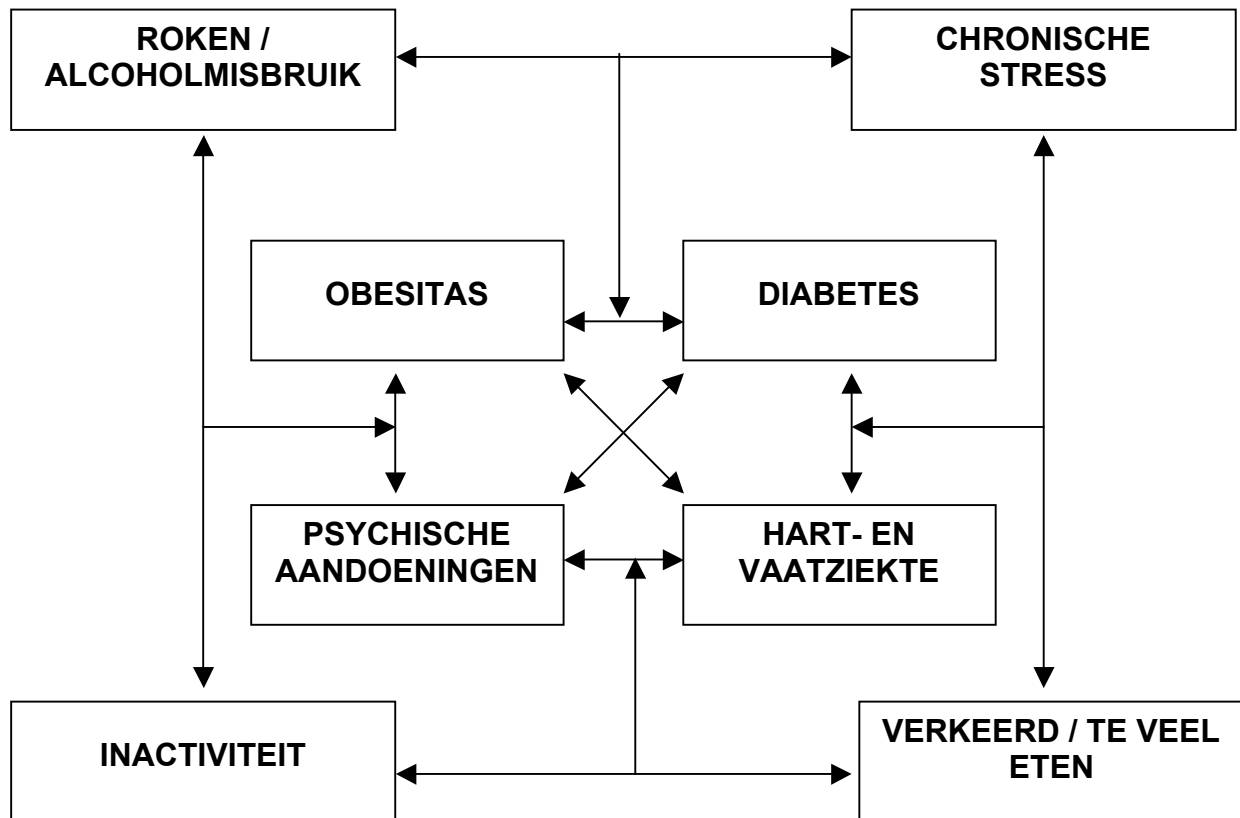 ROKEN /
ALCOHOLMISBRUIK
CHRONISCHE
STRESS
OBESITAS
DIABETES
PSYCHISCHE
AANDOENINGEN
HART- EN
VAATZIEKTE
INACTIVITEIT
VERKEERD / TE VEEL
ETEN